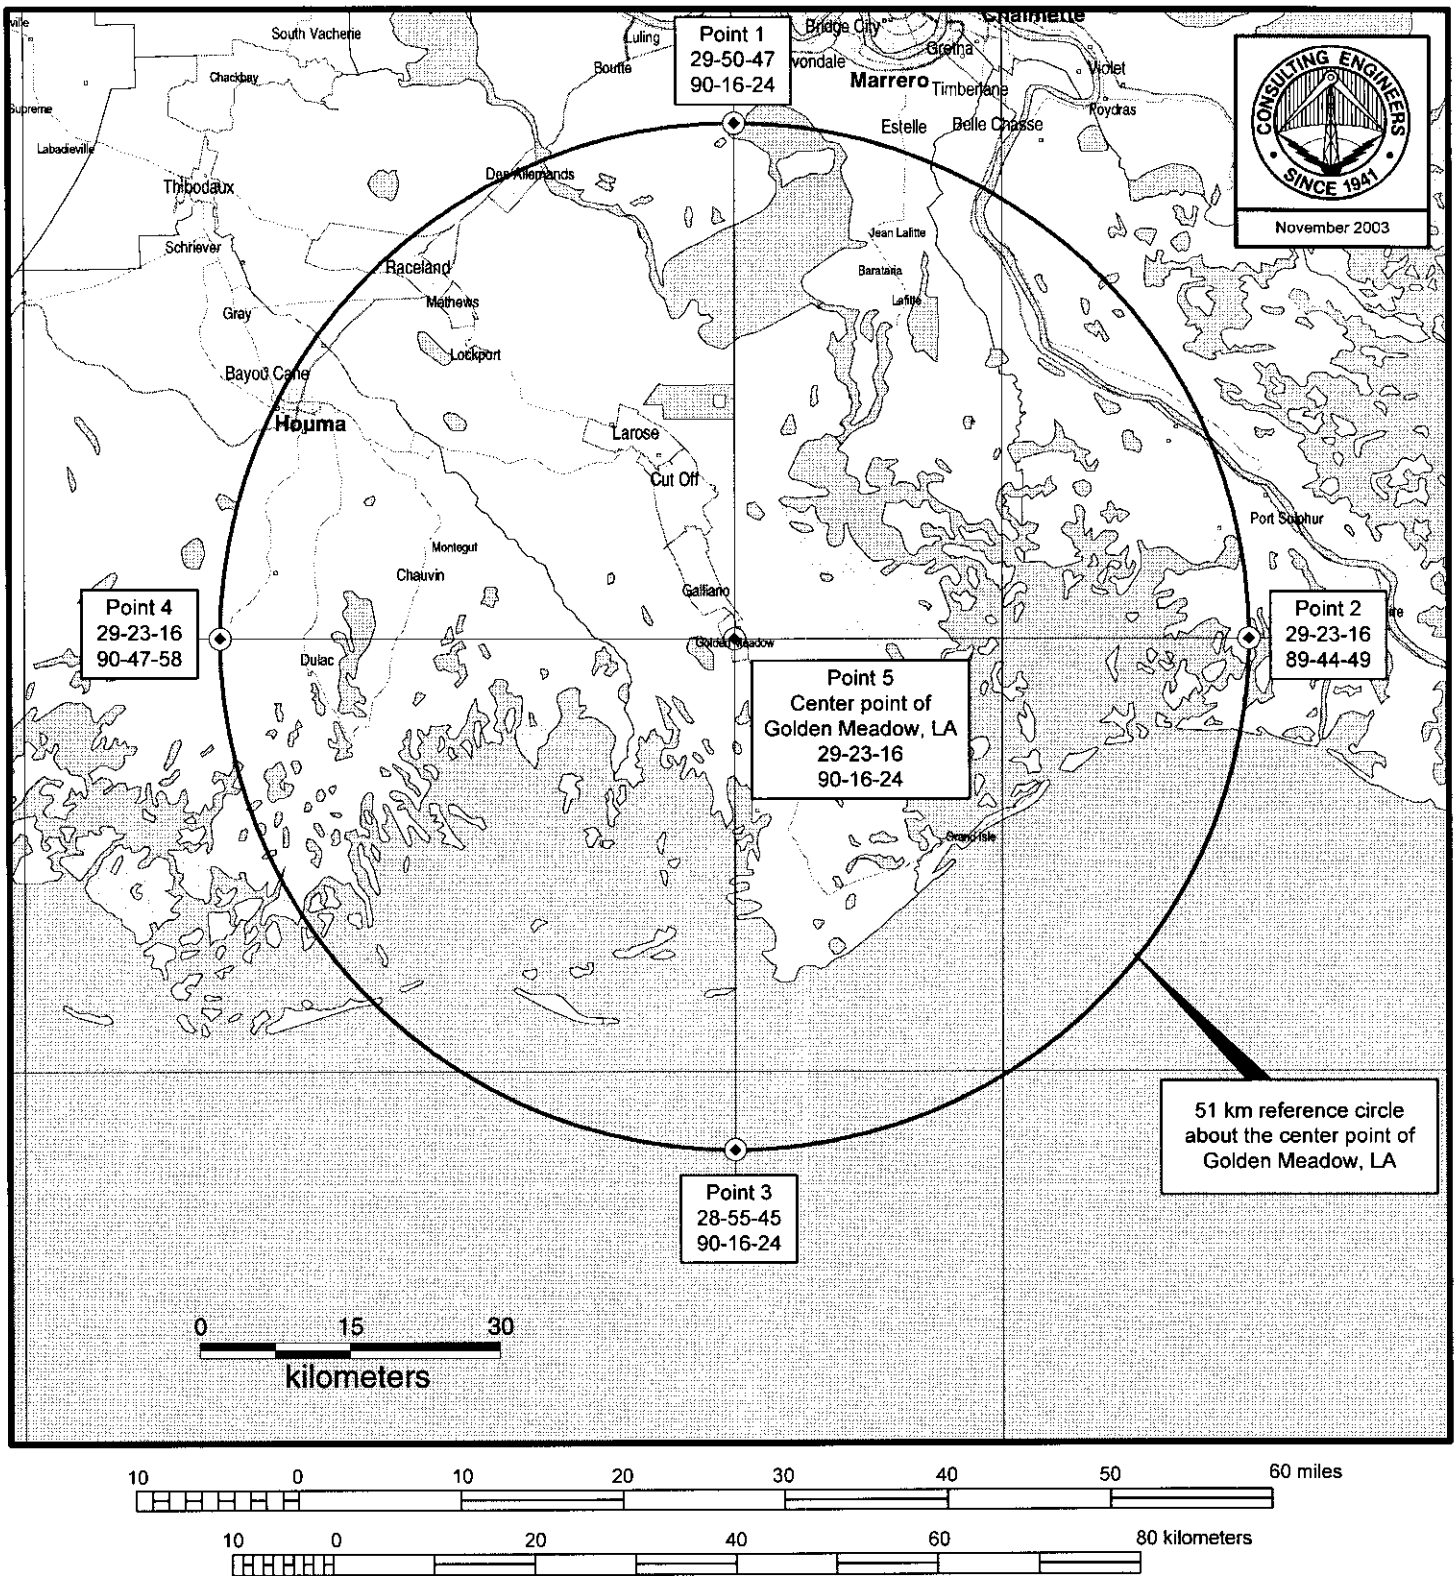 ville
South Vacherie
Luling
Point 1
29-50-47
90-16-24
Bridge City
Chalmette
Gretna
vondale
Marrero
Timberlane
Violet
Poydras
Chackbay
Boutte
Supreme
Labadieville
Estelle
Belle Chasse
CONSULTING ENGINEERS
SINCE 1941
November 2003
Thibodaux
Des Allemands
Schriever
Jean Lafitte
Raceland
Barataria
Mathews
Lafitte
Gray
Lockport
Bayou Cane
Houma
Larose
Cut Off
Port Sulphur
Montegut
Chauvin
Galliano
Point 4
29-23-16
90-47-58
Point 2
29-23-16
89-44-49
Golden Meadow
Dulac
Point 5
Center point of
Golden Meadow, LA
29-23-16
90-16-24
Grand Isle
51 km reference circle
about the center point of
Golden Meadow, LA
Point 3
28-55-45
90-16-24
0 15 30
kilometers
10 0 10 20 30 40 50 60 miles
10 0 20 40 60 80 kilometers